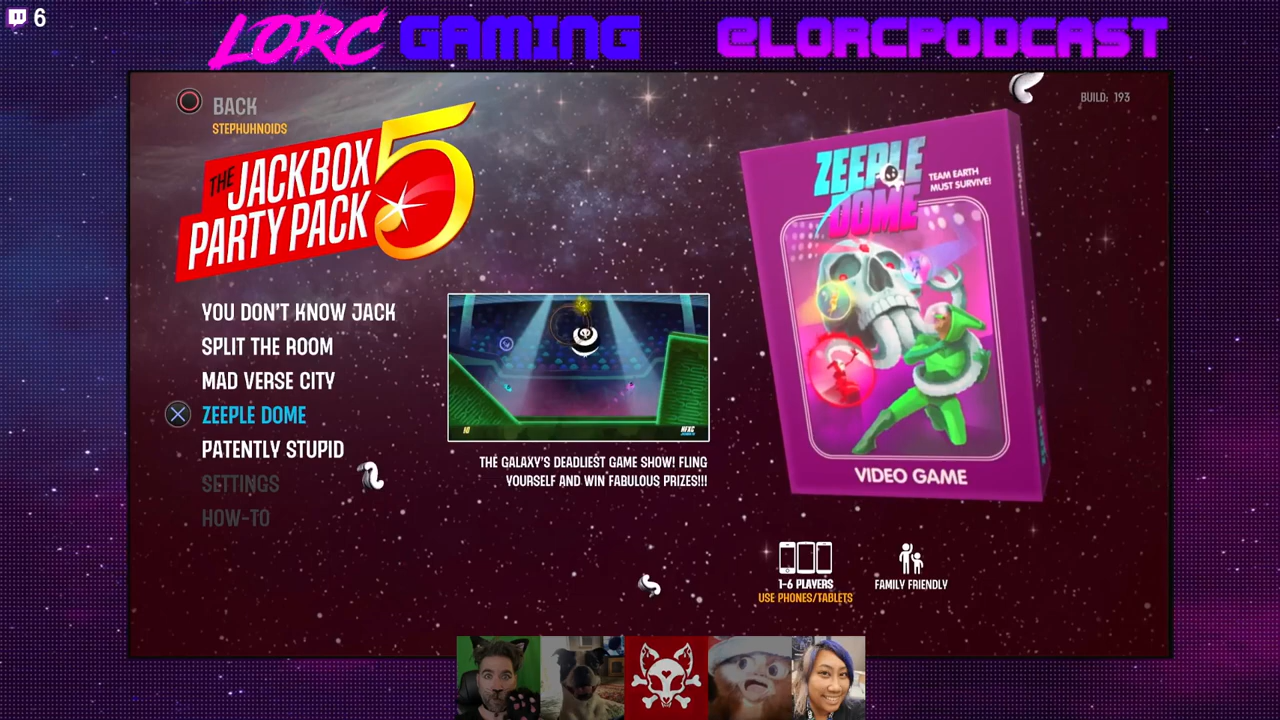 6
LORC GAMING
@LORCPODCAST
BACK
STEPHUHNOIDS
BUILD: 193
THE
JACKBOX
PARTY PACK
5
YOU DON'T KNOW JACK
SPLIT THE ROOM
MAD VERSE CITY
ZEEPLE DOME
PATENTLY STUPID
SETTINGS
HOW-TO
THE GALAXY'S DEADLIEST GAME SHOW! FLING
YOURSELF AND WIN FABULOUS PRIZES!!!
ZEEPLE
DOME
TEAM EARTH
MUST SURVIVE!
VIDEO GAME
1-6 PLAYERS
USE PHONES/TABLETS
FAMILY FRIENDLY